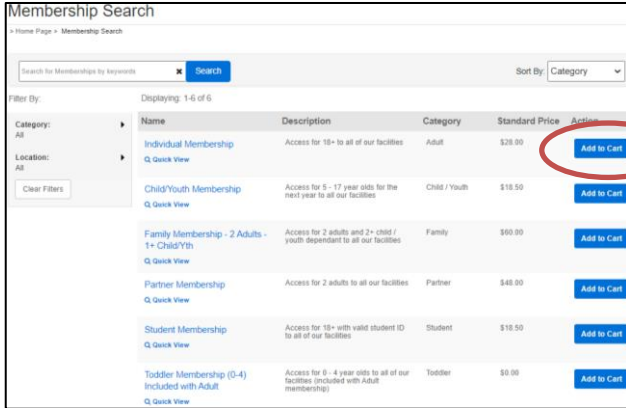 Membership Search
> Home Page > Membership Search
Search for Memberships by keywords
Search
Sort By: Category
Filter By:
Displaying: 1-6 of 6
Category:
All
Location:
All
Clear Filters
Name Description Category Standard Price Action
Individual Membership Access for 18+ to all of our facilities Adult $28.00 Add to Cart
Quick View
Child/Youth Membership Access for 5 - 17 year olds for the Child / Youth $18.50 Add to Cart
next year to all our facilities
Quick View
Family Membership - 2 Adults - Access for 2 adults and 2+ child / Family $60.00 Add to Cart
1+ Child/Yth youth dependant to all our facilities
Quick View
Partner Membership Access for 2 adults to all our facilities Partner $48.00 Add to Cart
Quick View
Student Membership Access for 18+ with valid student ID Student $18.50 Add to Cart
to all of our facilities
Quick View
Toddler Membership (0-4) Access for 0 - 4 year olds to all of our Toddler $0.00 Add to Cart
Included with Adult facilities (included with Adult
membership)
Quick View